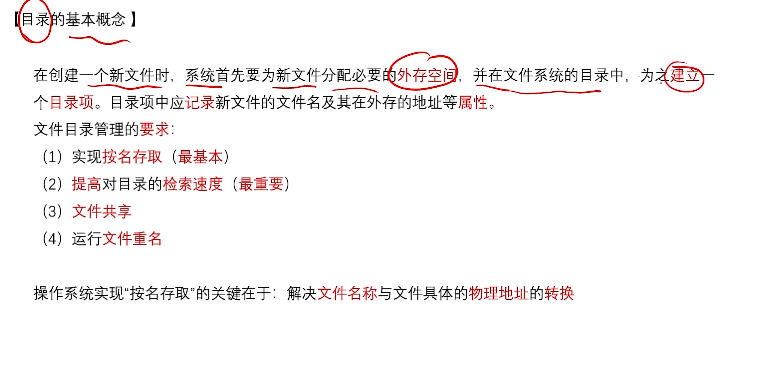 【目录的基本概念 】
在创建一个新文件时，系统首先要为新文件分配必要的外存空间，并在文件系统的目录中，为之建立一
个目录项。目录项中应记录新文件的文件名及其在外存的地址等属性。
文件目录管理的要求：
（1）实现按名存取（最基本）
（2）提高对目录的检索速度（最重要）
（3）文件共享
（4）运行文件重名
操作系统实现“按名存取”的关键在于：解决文件名称与文件具体的物理地址的转换